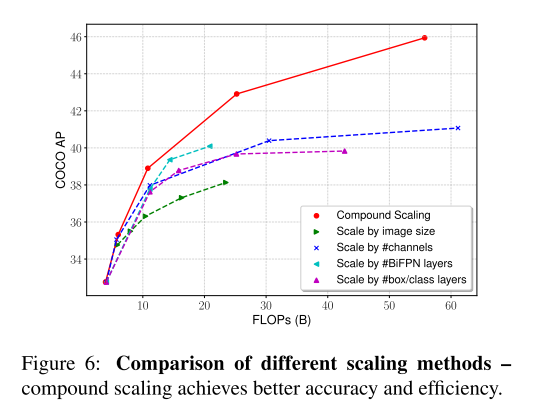 46
44
42
40
38
36
34
COCO AP
10
20
30
40
50
60
FLOPs (B)
Compound Scaling
Scale by image size
Scale by #channels
Scale by #BiFPN layers
Scale by #box/class layers
Figure 6: Comparison of different scaling methods –
compound scaling achieves better accuracy and efficiency.